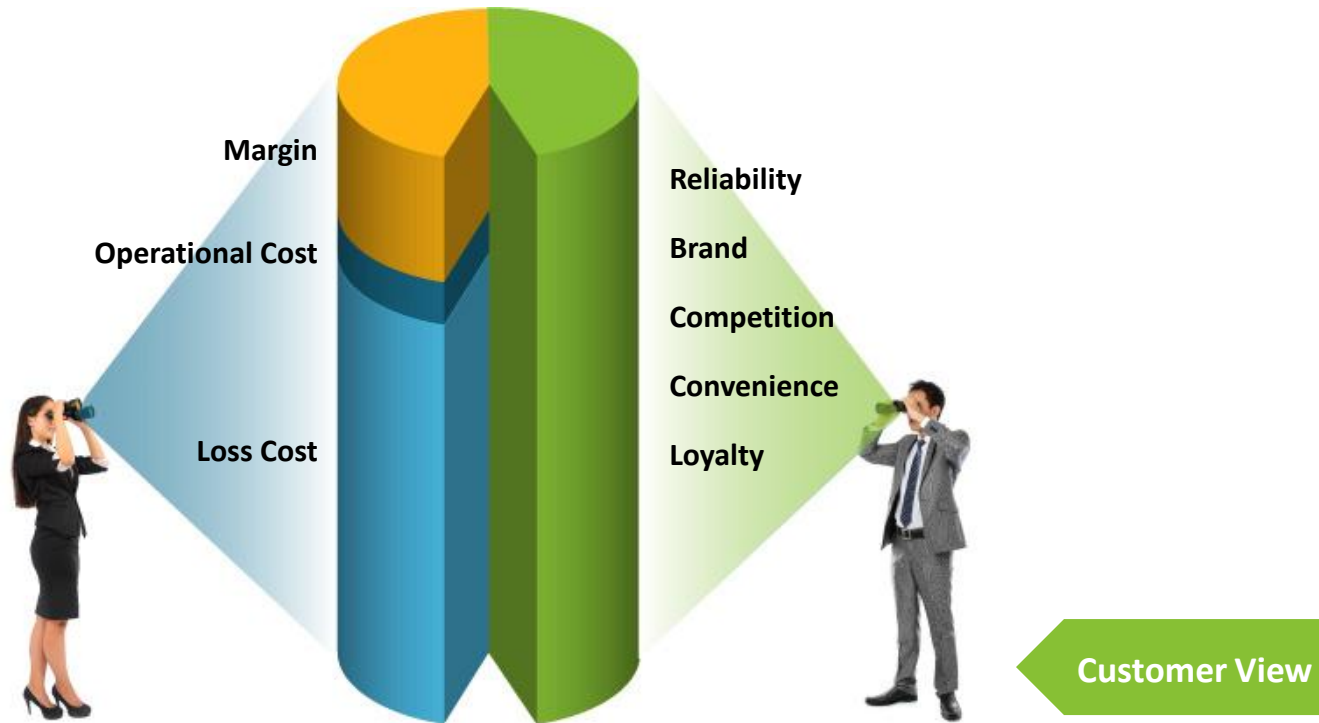 Margin
Operational Cost
Loss Cost
Reliability
Brand
Competition
Convenience
Loyalty
Customer View